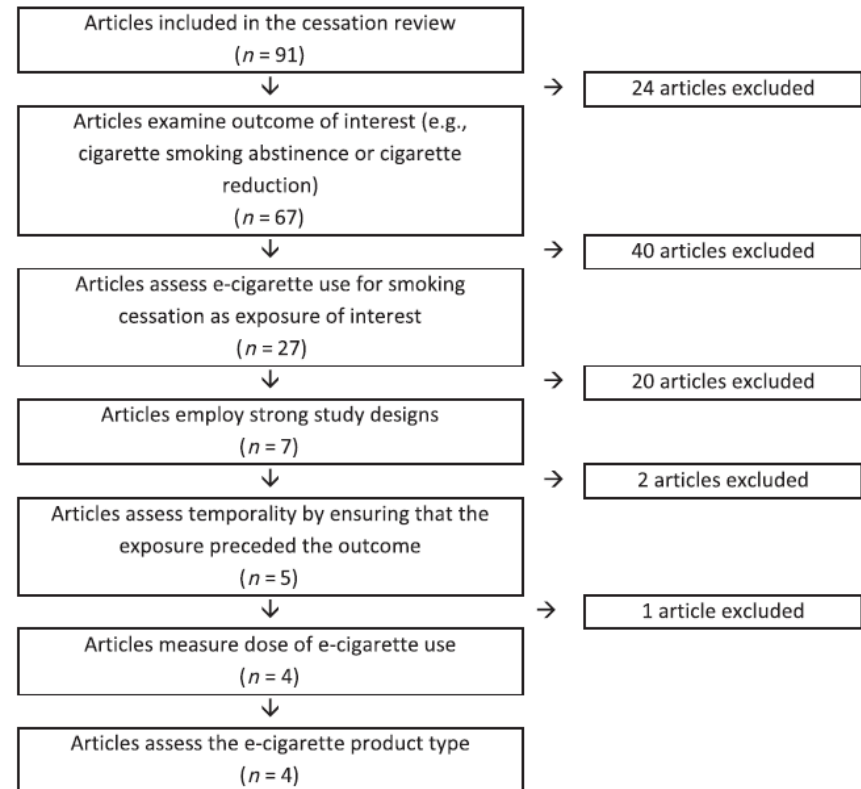 Articles included in the cessation review
(n = 91)
↓
→
24 articles excluded
Articles examine outcome of interest (e.g.,
cigarette smoking abstinence or cigarette
reduction)
(n = 67)
↓
→
40 articles excluded
Articles assess e-cigarette use for smoking
cessation as exposure of interest
(n = 27)
↓
→
20 articles excluded
Articles employ strong study designs
(n = 7)
↓
→
2 articles excluded
Articles assess temporality by ensuring that the
exposure preceded the outcome
(n = 5)
↓
→
1 article excluded
Articles measure dose of e-cigarette use
(n = 4)
↓
Articles assess the e-cigarette product type
(n = 4)